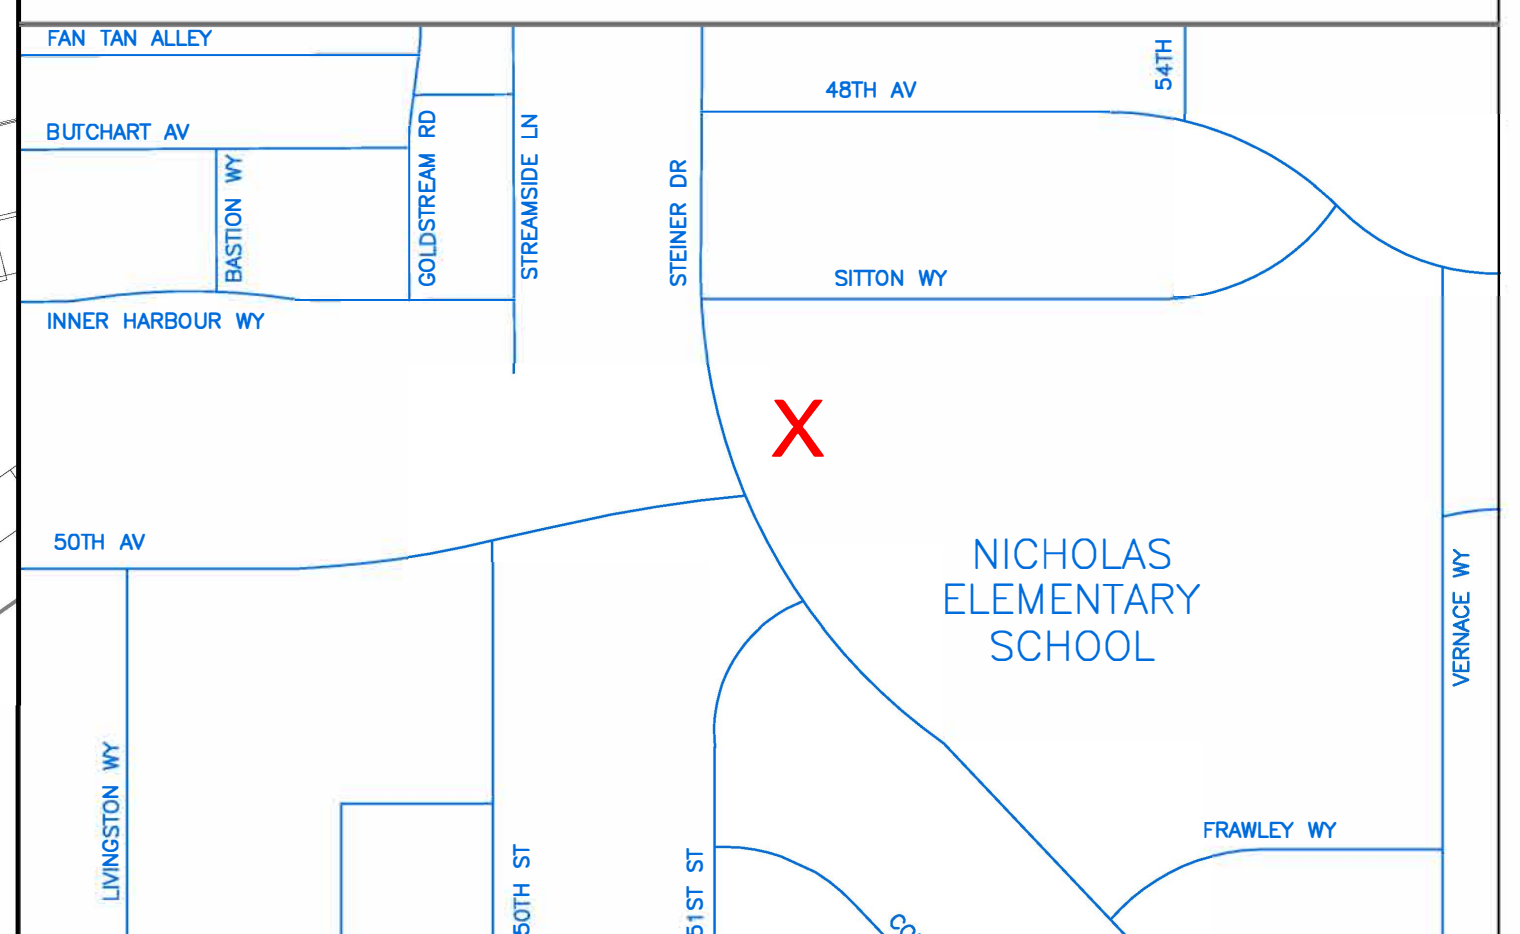 FAN TAN ALLEY
54TH
48TH AV
BUTCHART AV
BASTION WY
GOLDSTREAM RD
STREAMSIDE LN
STEINER DR
SITTON WY
INNER HARBOUR WY
X
50TH AV
NICHOLAS
ELEMENTARY
SCHOOL
VERNACE WY
LIVINGSTON WY
FRAWLEY WY
50TH ST
51ST ST